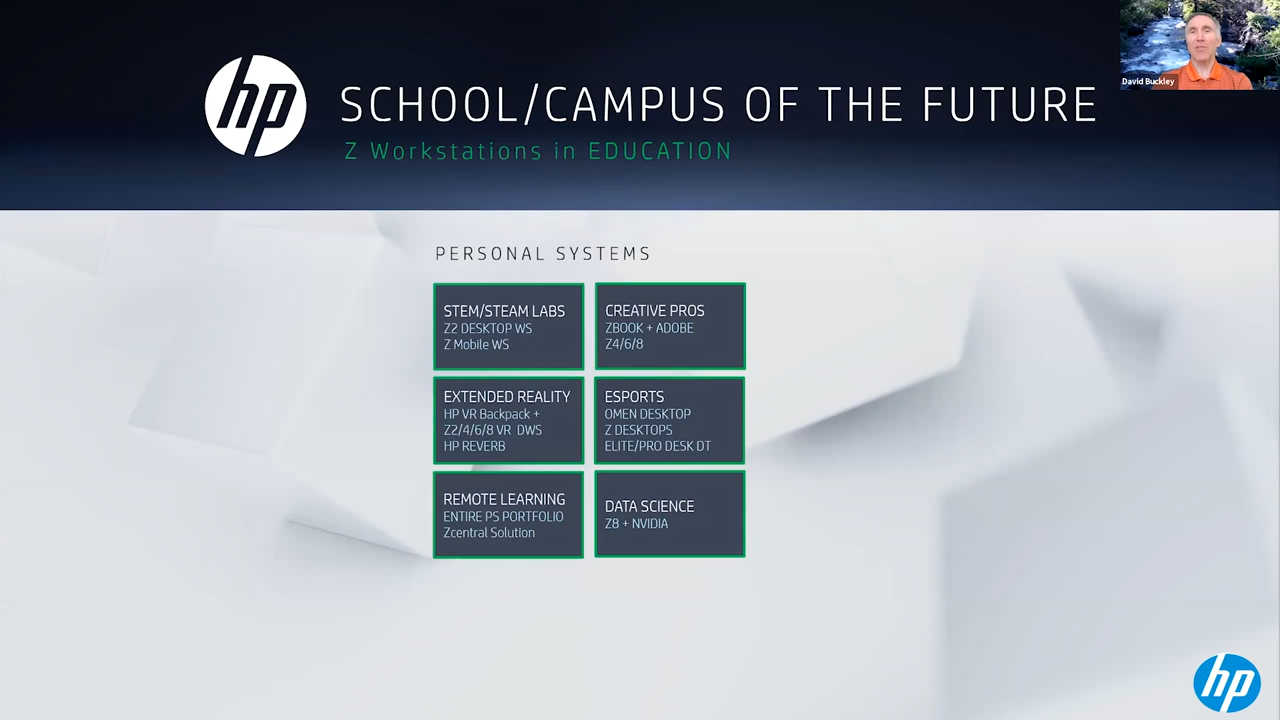 hp
SCHOOL/CAMPUS OF THE FUTURE
Z Workstations in EDUCATION
David Buckley
PERSONAL SYSTEMS
STEM/STEAM LABS
Z2 DESKTOP WS
Z Mobile WS
CREATIVE PROS
ZBOOK + ADOBE
Z4/6/8
EXTENDED REALITY
HP VR Backpack +
Z2/4/6/8 VR DWS
HP REVERB
ESPORTS
OMEN DESKTOP
Z DESKTOPS
ELITE/PRO DESK DT
REMOTE LEARNING
ENTIRE PS PORTFOLIO
Zcentral Solution
DATA SCIENCE
Z8 + NVIDIA
hp